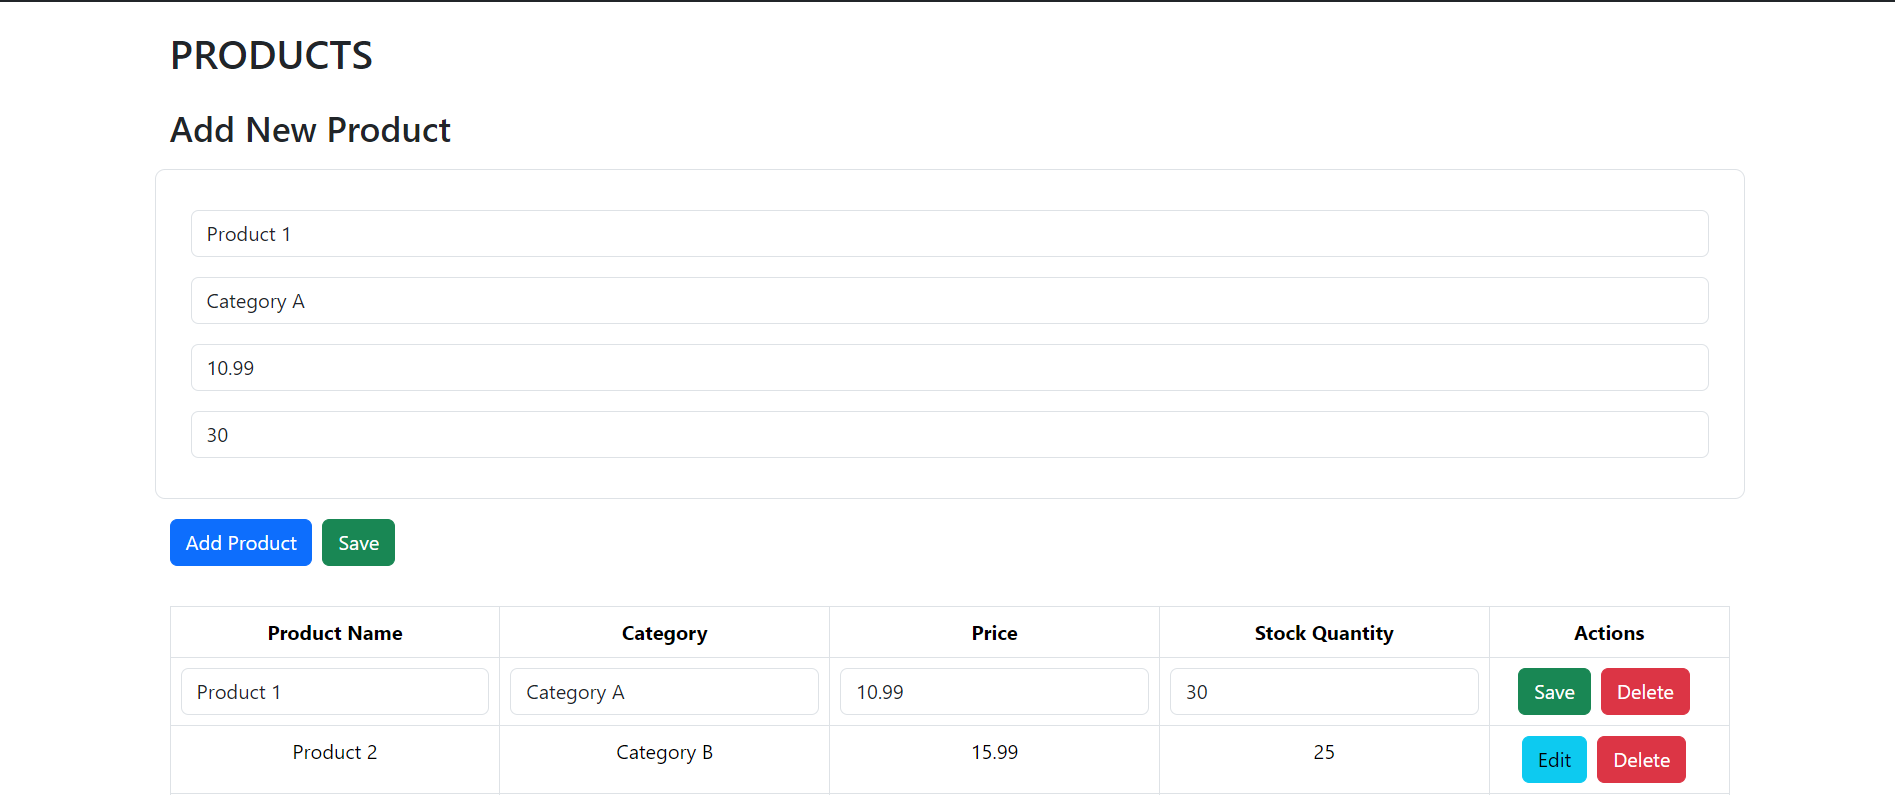 PRODUCTS
Add New Product
Product 1
Category A
10.99
30
Add Product Save
Product Name Category Price Stock Quantity Actions
Product 1 Category A 10.99 30 Save Delete
Product 2 Category B 15.99 25 Edit Delete